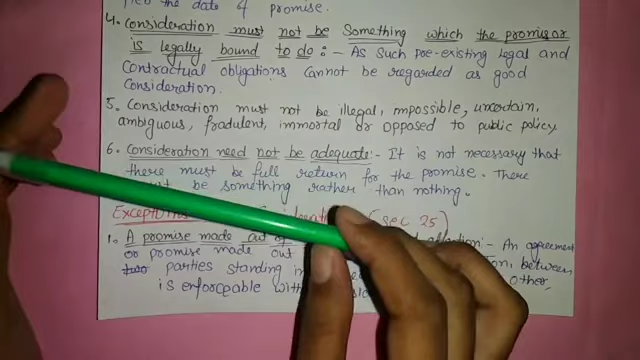 the date of promise.
4. Consideration must not be Something which the promisor
is legally bound to do :- As Such pre-existing legal and
Contractual obligations Cannot be regarded as good
Consideration.
5. Consideration must not be illegal, impossible, uncertain,
ambiguous, fradulent, immortal or opposed to public policy.
6. Consideration need not be adequate:- It is not necessary that
there must be full return for the promise. There
be something rather than nothing.
(Sec 25)
1. A promise made out of affection:- An agreement
or promise made out between
parties standing in other,
is enforceable